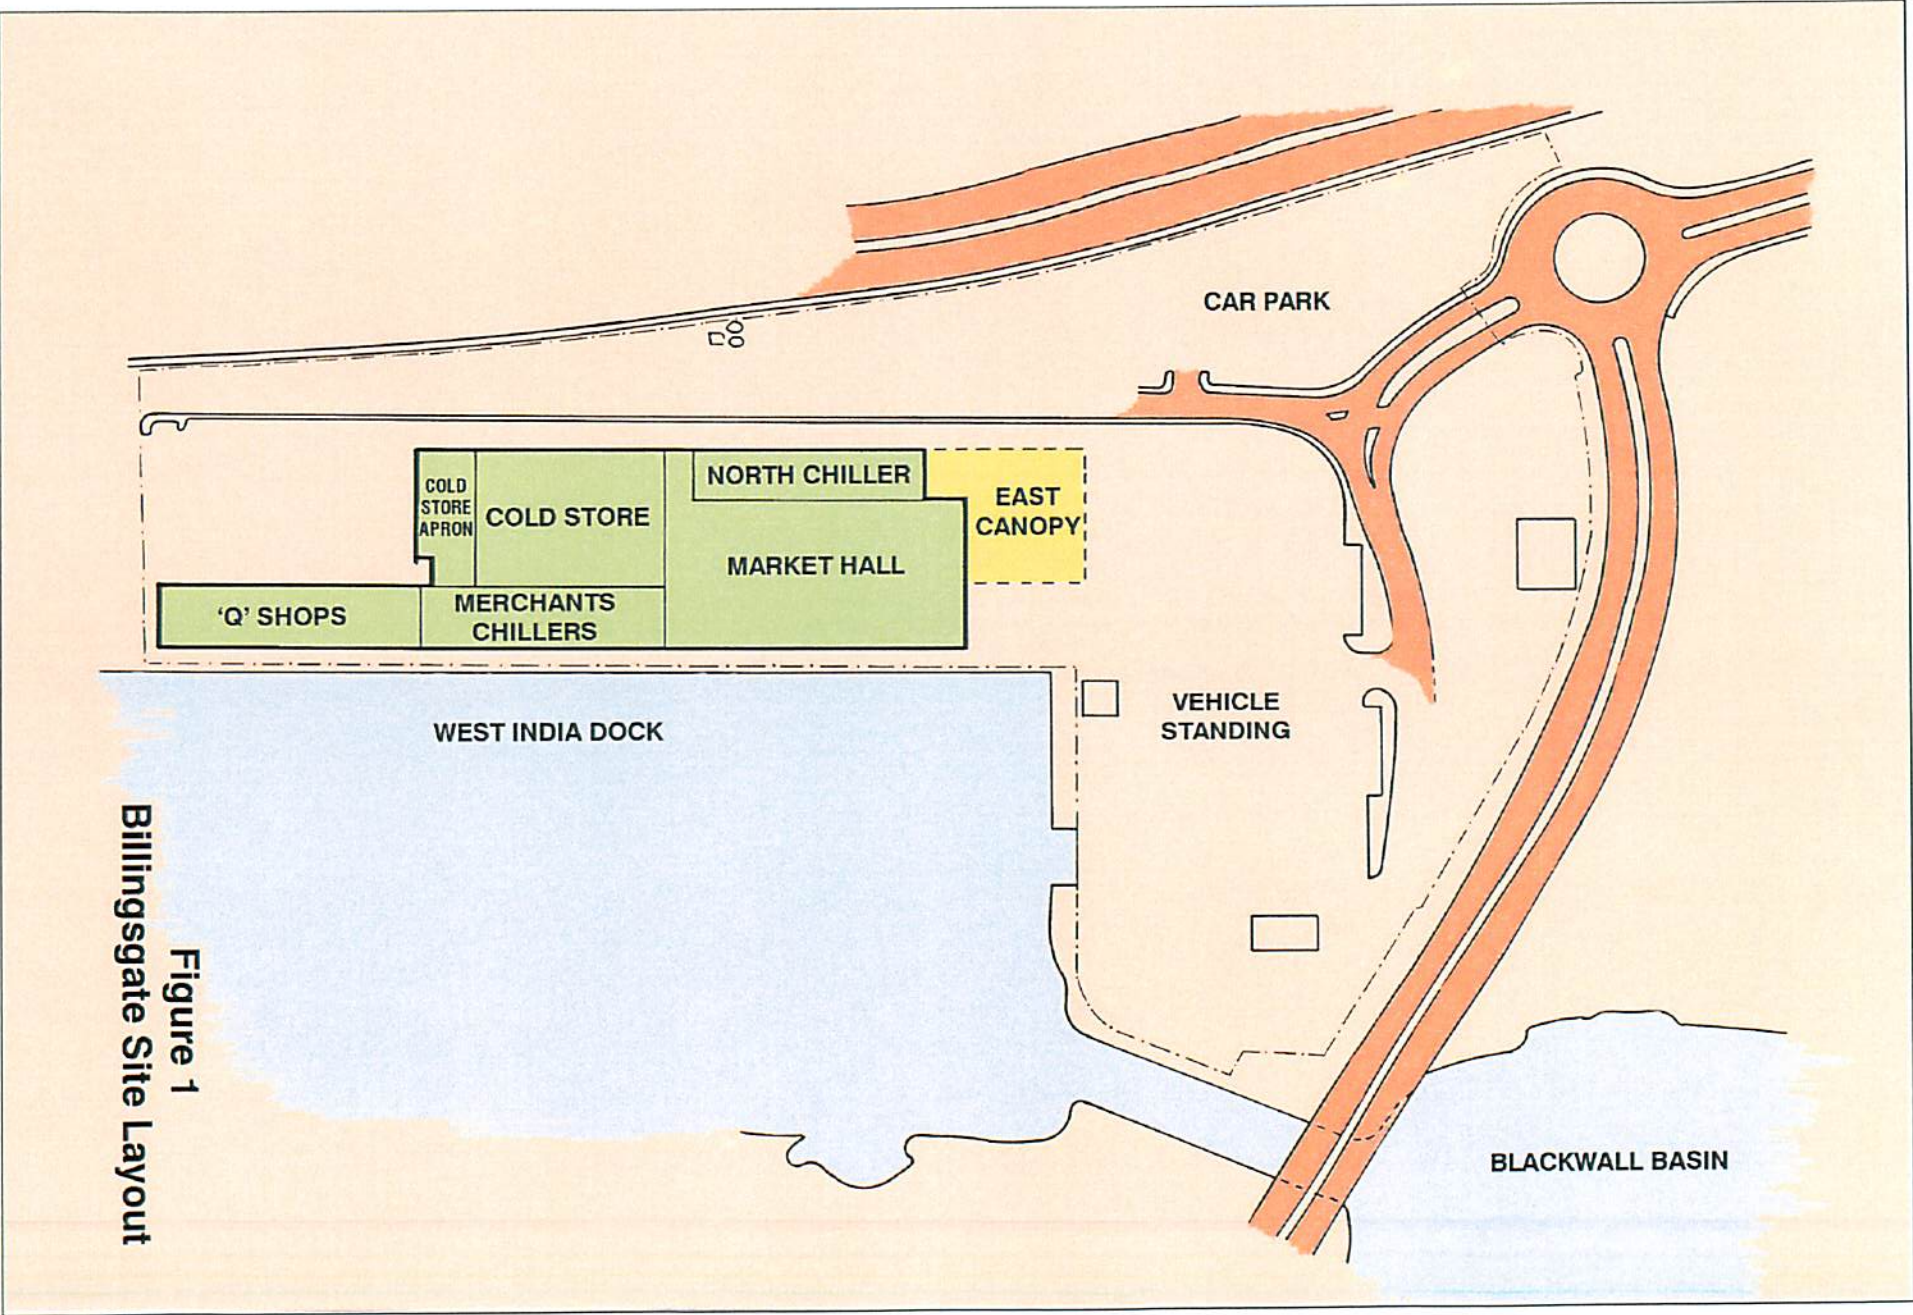 CAR PARK
NORTH CHILLER
COLD
STORE
APRON
COLD STORE
EAST
CANOPY
MARKET HALL
'Q' SHOPS
MERCHANTS
CHILLERS
WEST INDIA DOCK
VEHICLE
STANDING
BLACKWALL BASIN
Figure 1
Billingsgate Site Layout